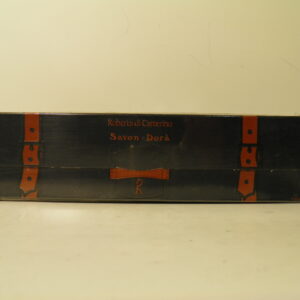 Roberto di Camerino
Savon - Doré
R